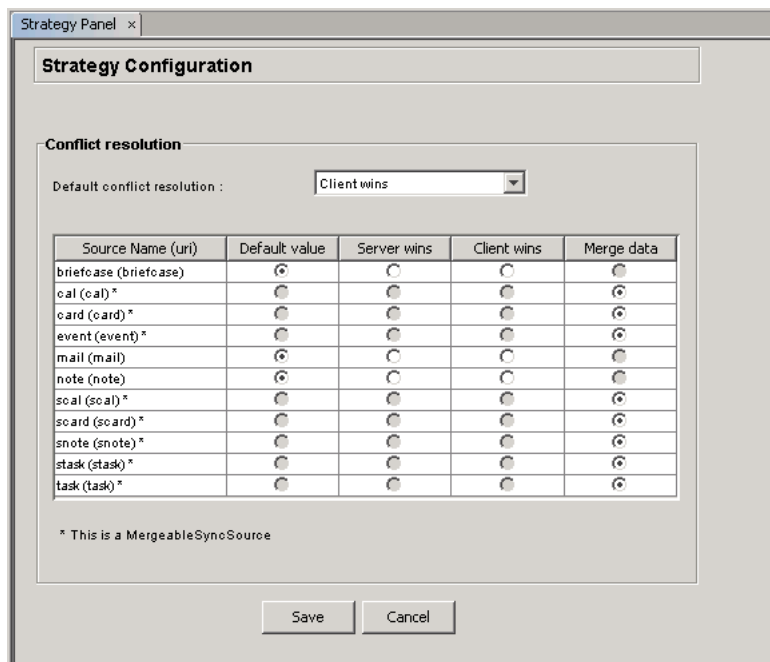 Strategy Panel ×
Strategy Configuration
Conflict resolution
Default conflict resolution : Client wins
Source Name (uri) Default value Server wins Client wins Merge data
briefcase (briefcase)
cal (cal) *
card (card) *
event (event) *
mail (mail)
note (note)
scal (scal) *
scard (scard) *
snote (snote) *
stask (stask) *
task (task) *
* This is a MergeableSyncSource
Save Cancel